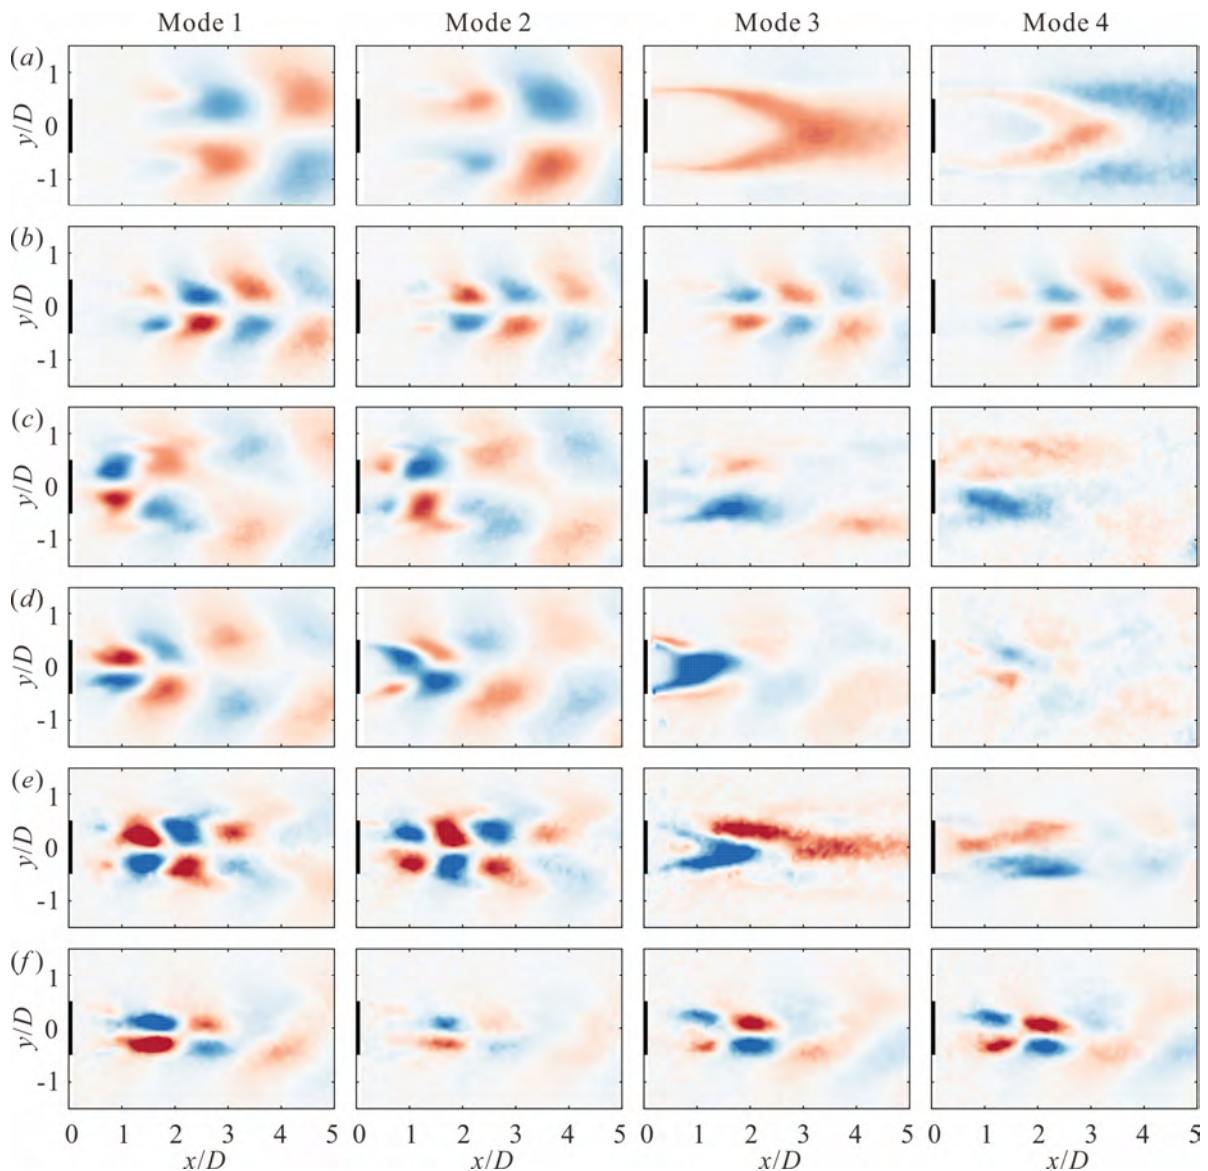 Mode 1 Mode 2 Mode 3 Mode 4
(a) y/D 1 0 -1
(b) y/D 1 0 -1
(c) y/D 1 0 -1
(d) y/D 1 0 -1
(e) y/D 1 0 -1
(f) y/D 1 0 -1
0 1 2 3 4 5 0 1 2 3 4 5 0 1 2 3 4 5 0 1 2 3 4 5
x/D x/D x/D x/D